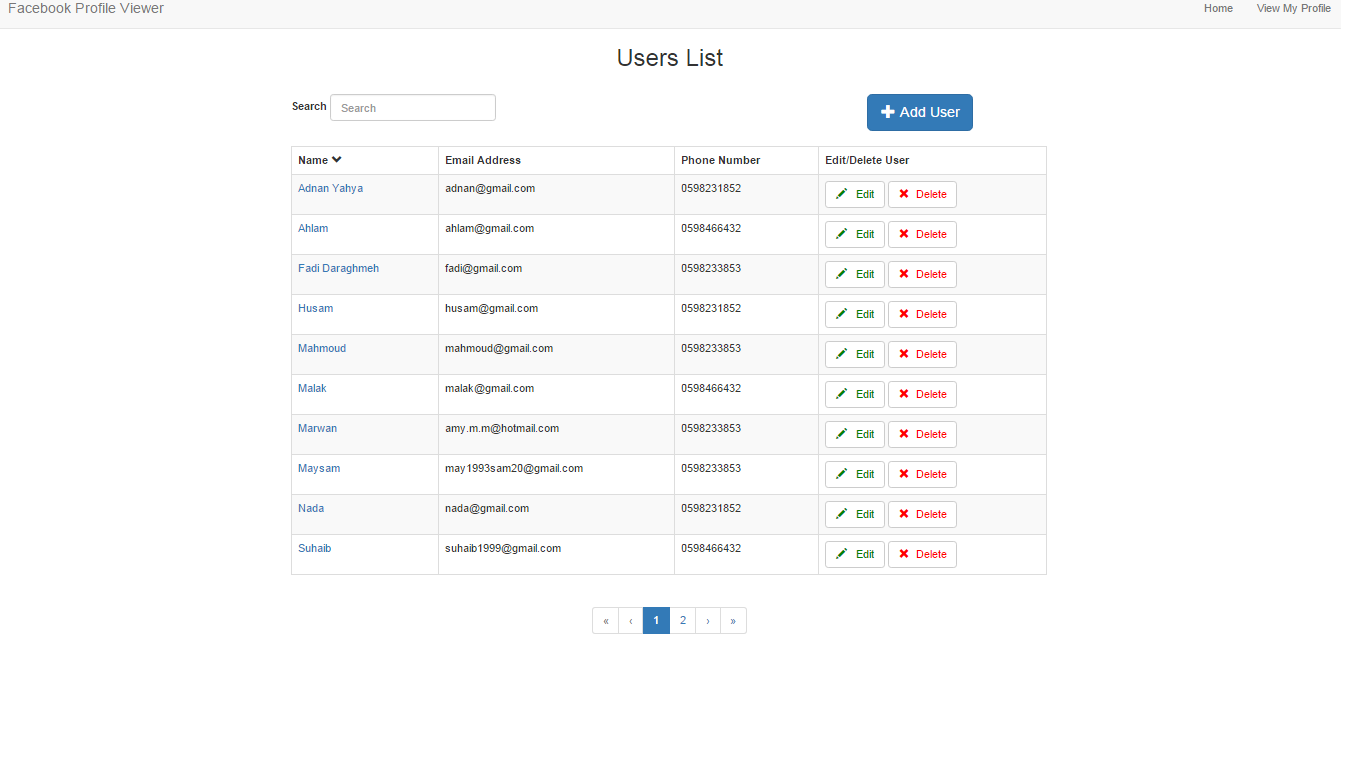 Facebook Profile Viewer Home View My Profile
Users List
Search Search Add User
Name Email Address Phone Number Edit/Delete User
Adnan Yahya adnan@gmail.com 0598231852 Edit Delete
Ahlam ahlam@gmail.com 0598466432 Edit Delete
Fadi Daraghmeh fadi@gmail.com 0598233853 Edit Delete
Husam husam@gmail.com 0598231852 Edit Delete
Mahmoud mahmoud@gmail.com 0598233853 Edit Delete
Malak malak@gmail.com 0598466432 Edit Delete
Marwan amy.m.m@hotmail.com 0598233853 Edit Delete
Maysam may1993sam20@gmail.com 0598233853 Edit Delete
Nada nada@gmail.com 0598231852 Edit Delete
Suhaib suhaib1999@gmail.com 0598466432 Edit Delete
« ‹ 1 2 › »